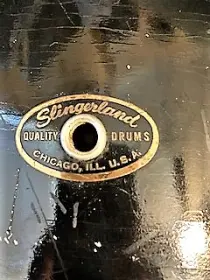 Slingerland
QUALITY DRUMS
CHICAGO, ILL. U.S.A.